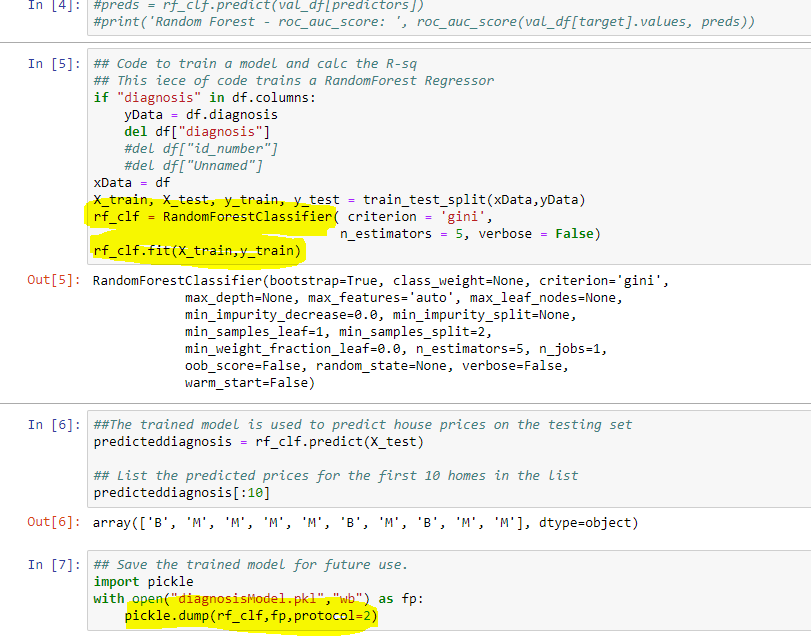 In [4]: #preds = rf_clf.predict(val_df[predictors])
#print('Random Forest - roc_auc_score: ', roc_auc_score(val_df[target].values, preds))
In [5]: ## Code to train a model and calc the R-sq
## This iece of code trains a RandomForest Regressor
if "diagnosis" in df.columns:
yData = df.diagnosis
del df["diagnosis"]
#del df["id_number"]
#del df["Unnamed"]
xData = df
X_train, X_test, y_train, y_test = train_test_split(xData,yData)
rf_clf = RandomForestClassifier( criterion = 'gini',
n_estimators = 5, verbose = False)
rf_clf.fit(X_train,y_train)
Out[5]: RandomForestClassifier(bootstrap=True, class_weight=None, criterion='gini',
max_depth=None, max_features='auto', max_leaf_nodes=None,
min_impurity_decrease=0.0, min_impurity_split=None,
min_samples_leaf=1, min_samples_split=2,
min_weight_fraction_leaf=0.0, n_estimators=5, n_jobs=1,
oob_score=False, random_state=None, verbose=False,
warm_start=False)
In [6]: ##The trained model is used to predict house prices on the testing set
predicteddiagnosis = rf_clf.predict(X_test)
## List the predicted prices for the first 10 homes in the list
predicteddiagnosis[:10]
Out[6]: array(['B', 'M', 'M', 'M', 'M', 'B', 'M', 'B', 'M', 'M'], dtype=object)
In [7]: ## Save the trained model for future use.
import pickle
with open("diagnosisModel.pkl","wb") as fp:
pickle.dump(rf_clf,fp,protocol=2)